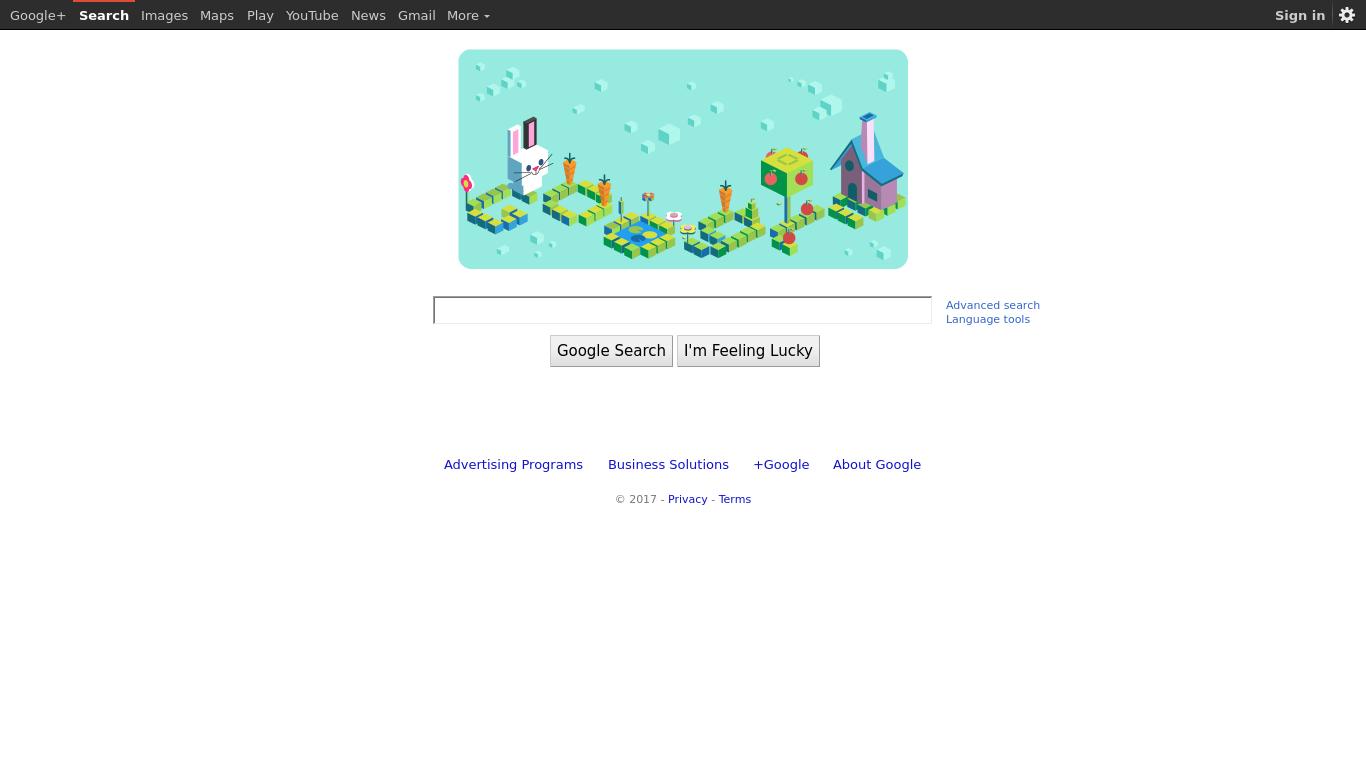 Google+ Search Images Maps Play YouTube News Gmail More Sign in
Advanced search
Language tools
Google Search I'm Feeling Lucky
Advertising Programs Business Solutions +Google About Google
© 2017 - Privacy - Terms